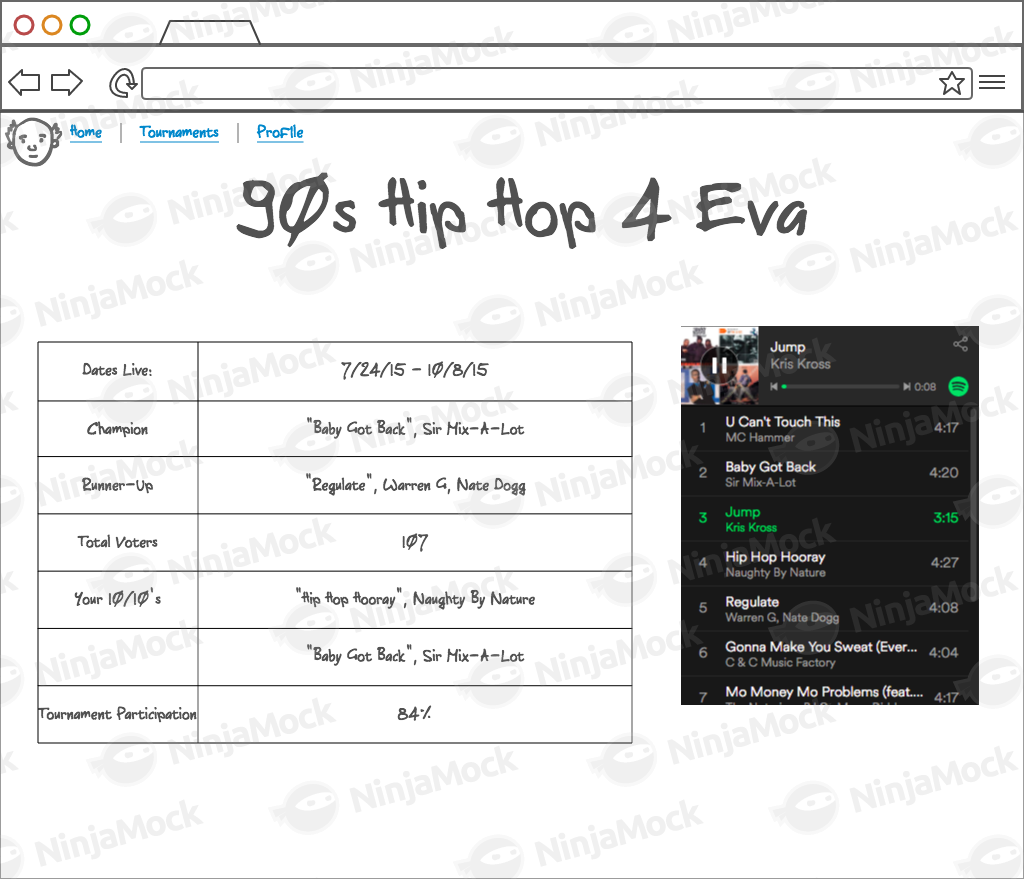 Home | Tournaments | Profile
90s Hip Hop 4 Eva
Dates Live: 7/24/15 - 10/8/15
Champion "Baby Got Back", Sir Mix-A-Lot
Runner-Up "Regulate", Warren G, Nate Dogg
Total Voters 107
Your 10/10's "Hip Hop Hooray", Naughty By Nature
"Baby Got Back", Sir Mix-A-Lot
Tournament Participation 84%
Jump
Kris Kross
0:08
1 U Can't Touch This 4:17
MC Hammer
2 Baby Got Back 4:20
Sir Mix-A-Lot
3 Jump 3:15
Kris Kross
4 Hip Hop Hooray 4:27
Naughty By Nature
5 Regulate 4:08
Warren G, Nate Dogg
6 Gonna Make You Sweat (Ever... 4:04
C & C Music Factory
7 Mo Money Mo Problems (feat.... 4:17
NinjaMock